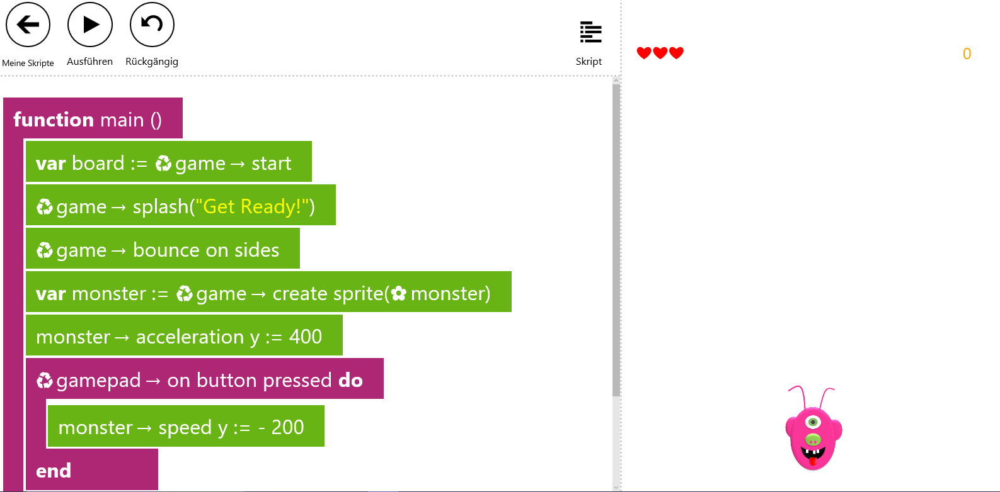 Meine Skripte
Ausführen
Rückgängig
Skript
0
function main ()
var board := ♻ game → start
♻ game → splash("Get Ready!")
♻ game → bounce on sides
var monster := ♻ game → create sprite(✿ monster)
monster → acceleration y := 400
♻ gamepad → on button pressed do
monster → speed y := - 200
end